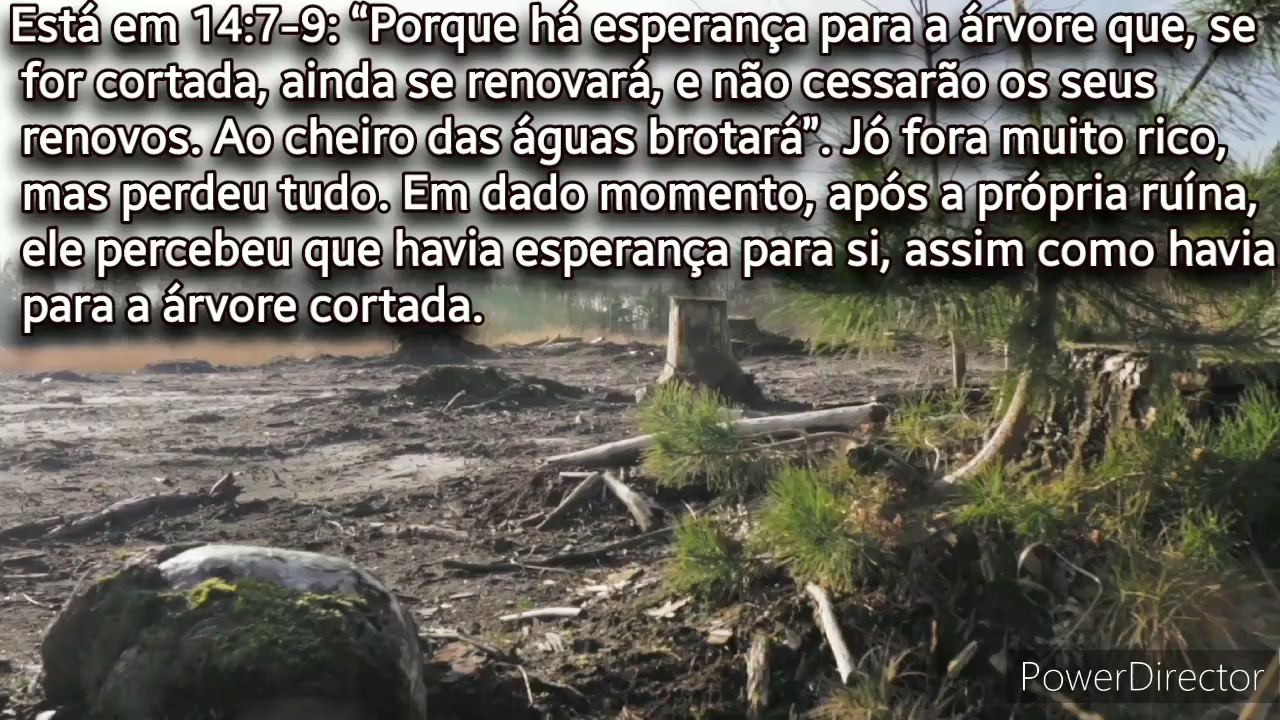 Está em 14:7-9: “Porque há esperança para a árvore que, se
for cortada, ainda se renovará, e não cessarão os seus
renovos. Ao cheiro das águas brotará”. Jó fora muito rico,
mas perdeu tudo. Em dado momento, após a própria ruína,
ele percebeu que havia esperança para si, assim como havia
para a árvore cortada.
PowerDirector